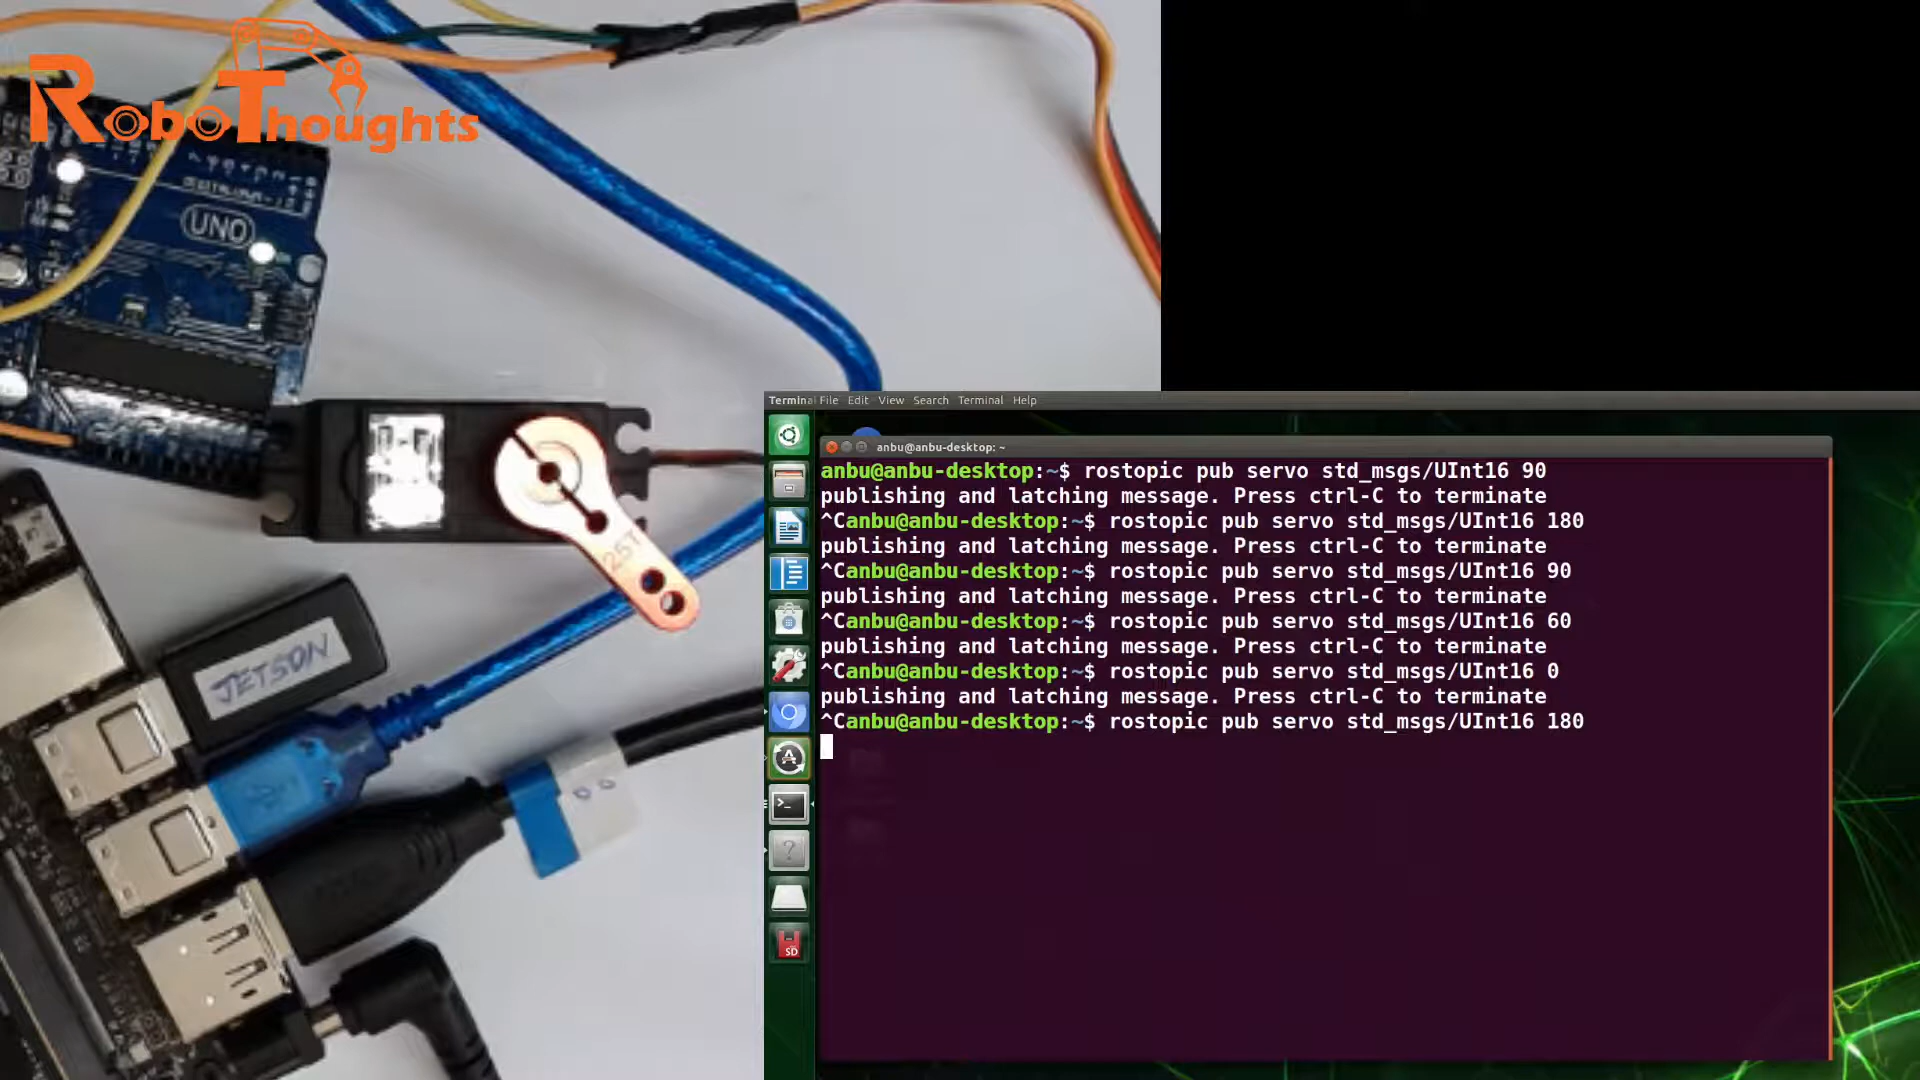 RoboThoughts
UNO
25T
JETSON
Terminal File Edit View Search Terminal Help
anbu@anbu-desktop: ~
anbu@anbu-desktop:~$ rostopic pub servo std_msgs/UInt16 90
publishing and latching message. Press ctrl-C to terminate
^Canbu@anbu-desktop:~$ rostopic pub servo std_msgs/UInt16 180
publishing and latching message. Press ctrl-C to terminate
^Canbu@anbu-desktop:~$ rostopic pub servo std_msgs/UInt16 90
publishing and latching message. Press ctrl-C to terminate
^Canbu@anbu-desktop:~$ rostopic pub servo std_msgs/UInt16 60
publishing and latching message. Press ctrl-C to terminate
^Canbu@anbu-desktop:~$ rostopic pub servo std_msgs/UInt16 0
publishing and latching message. Press ctrl-C to terminate
^Canbu@anbu-desktop:~$ rostopic pub servo std_msgs/UInt16 180
SD